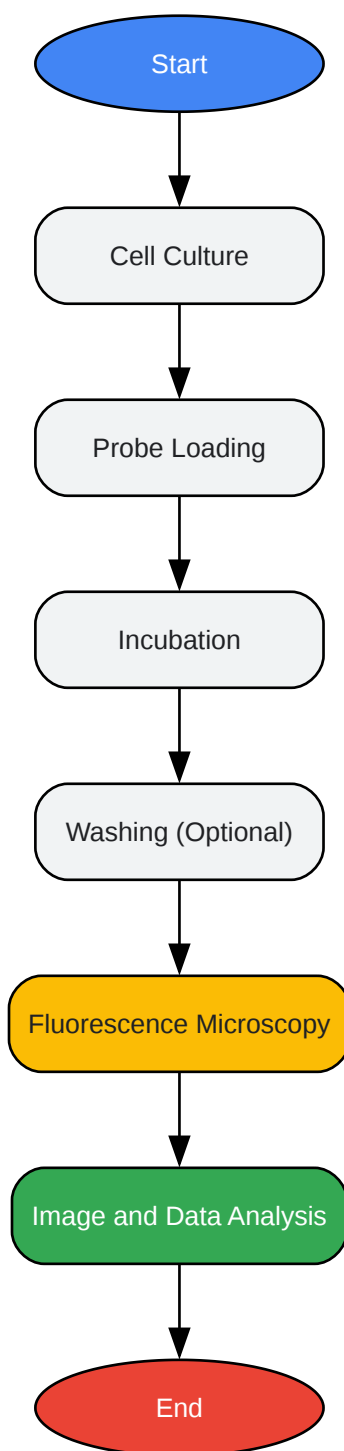 Start
Cell Culture
Probe Loading
Incubation
Washing (Optional)
Fluorescence Microscopy
Image and Data Analysis
End